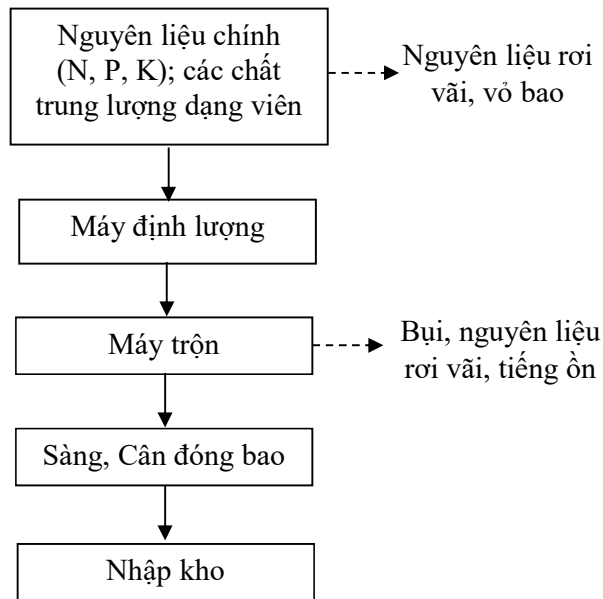 Nguyên liệu chính
(N, P, K); các chất
trung lượng dạng viên
Nguyên liệu rơi
vãi, vỏ bao
Máy định lượng
Máy trộn
Bụi, nguyên liệu
rơi vãi, tiếng ồn
Sàng, Cân đóng bao
Nhập kho